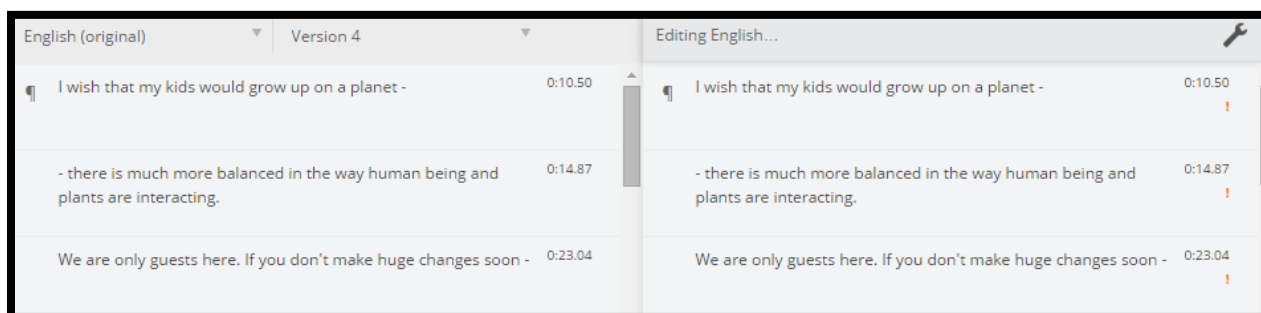 English (original) ▼ Version 4 ▼
Editing English...
¶ I wish that my kids would grow up on a planet - 0:10.50
- there is much more balanced in the way human being and 0:14.87
plants are interacting.
We are only guests here. If you don't make huge changes soon - 0:23.04
¶ I wish that my kids would grow up on a planet - 0:10.50
!
- there is much more balanced in the way human being and 0:14.87
plants are interacting. !
We are only guests here. If you don't make huge changes soon - 0:23.04
!